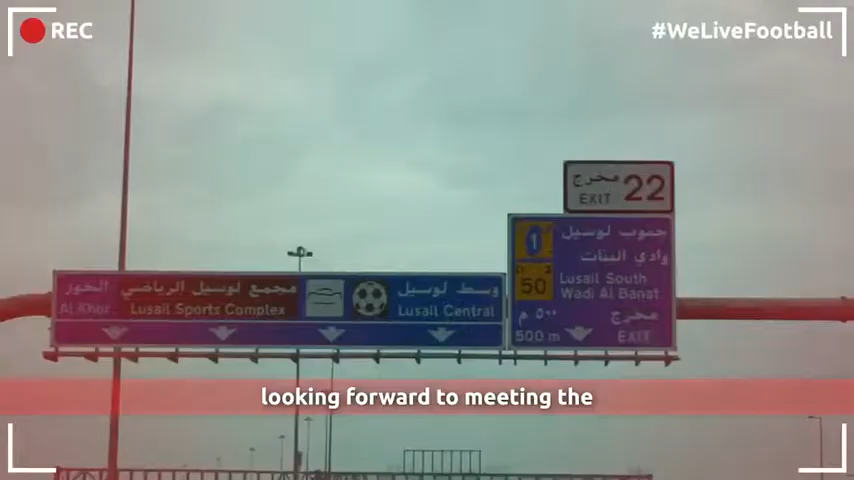 REC
#WeLiveFootball
مخرج
EXIT 22
الخور
Al Khor
مجمع لوسيل الرياضي
Lusail Sports Complex
وسط لوسيل
Lusail Central
1
50
جنوب لوسيل
وادي البنات
Lusail South
Wadi Al Banat
٥٠٠ م
500 m
مخرج
EXIT
looking forward to meeting the